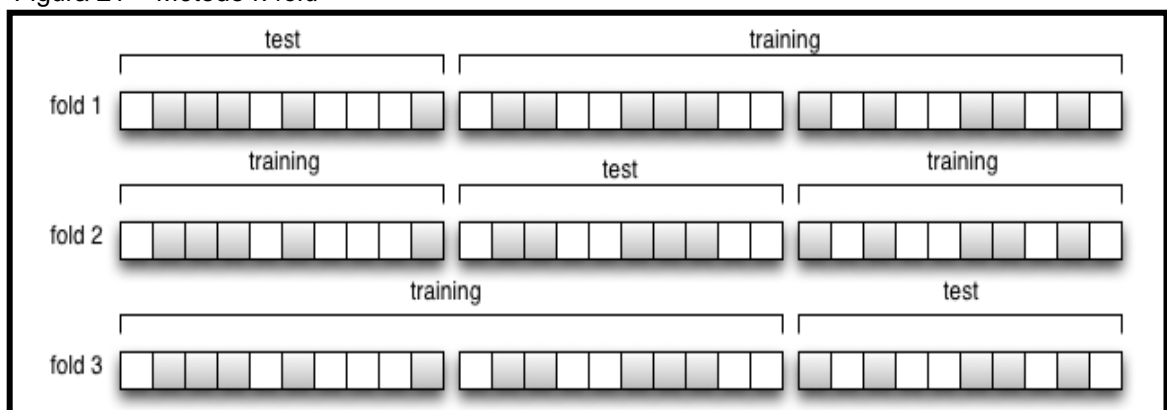 test training
fold 1
training test training
fold 2
training test
fold 3